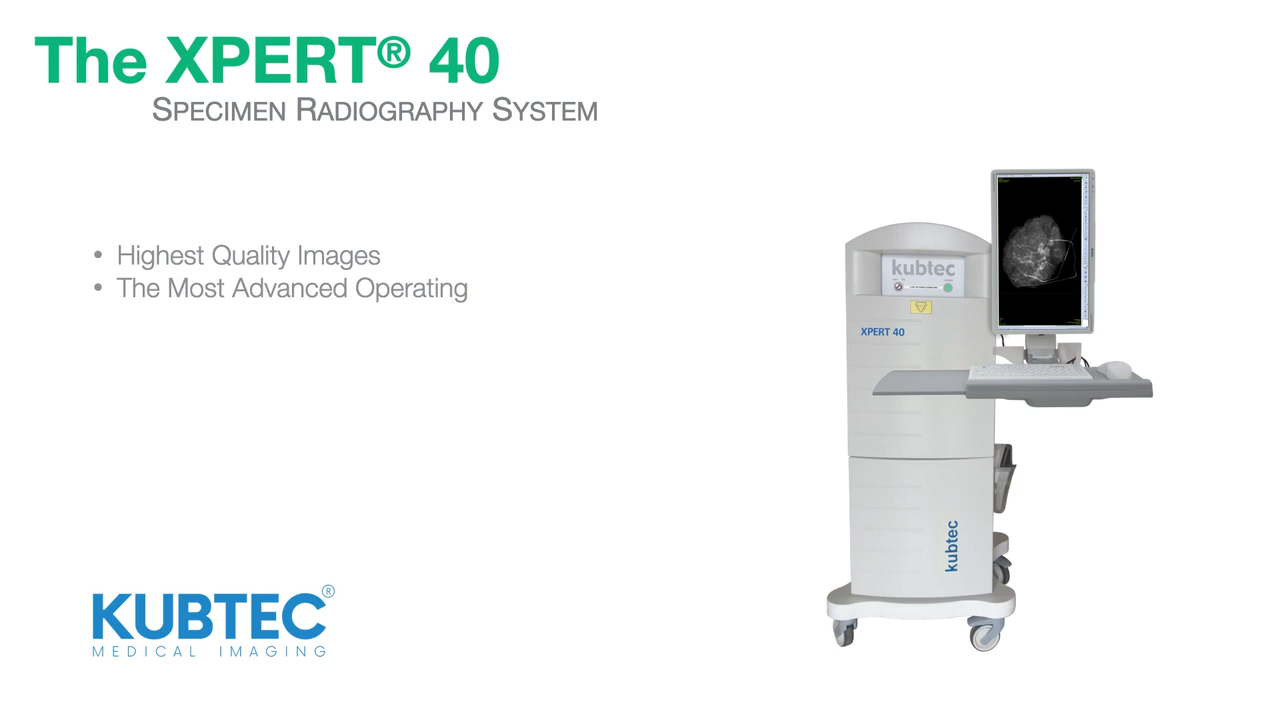 The XPERT® 40
SPECIMEN RADIOGRAPHY SYSTEM
• Highest Quality Images
• The Most Advanced Operating
kubtec
XPERT 40
kubtec
KUBTEC®
MEDICAL IMAGING